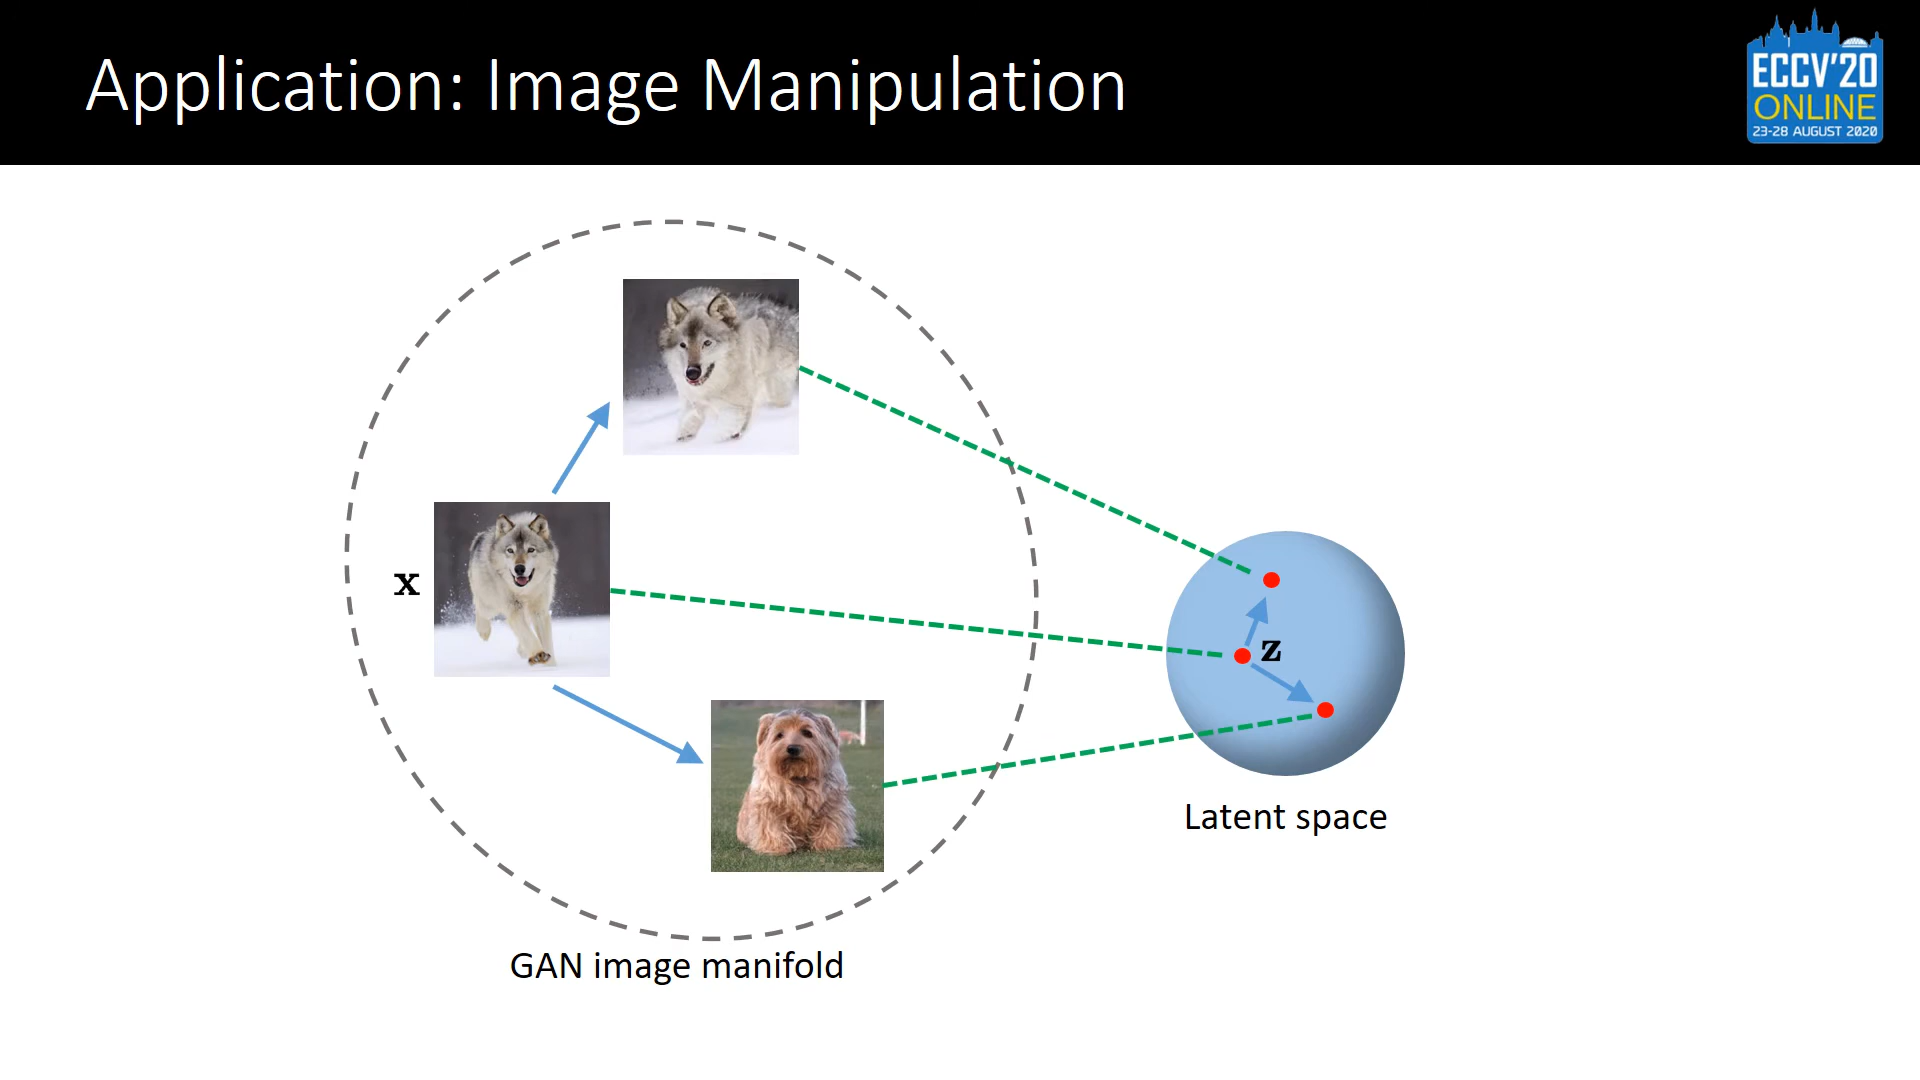 Application: Image Manipulation
ECCV'20
ONLINE
23-28 AUGUST 2020
x
z
Latent space
GAN image manifold